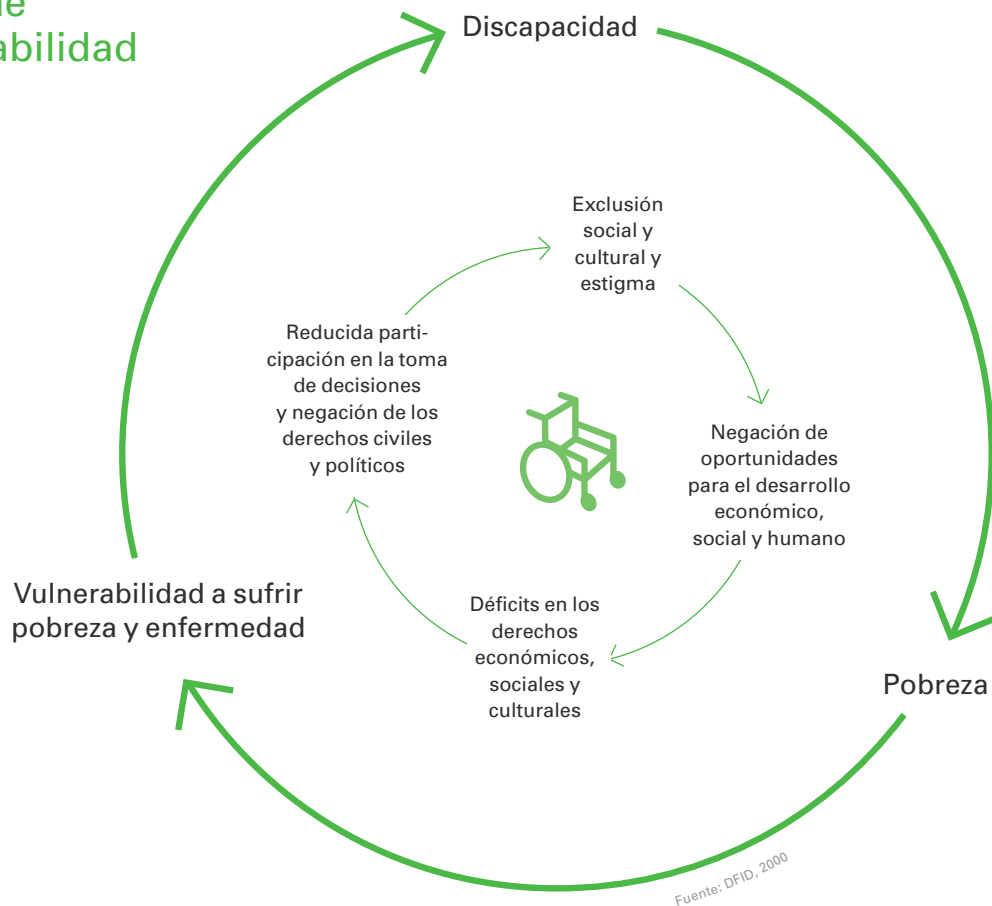 abilidad
Discapacidad
Exclusión
social y
cultural y
estigma
Reducida parti-
cipación en la toma
de decisiones
y negación de los
derechos civiles
y políticos
Negación de
oportunidades
para el desarrollo
económico,
social y humano
Déficits en los
derechos
económicos,
sociales y
culturales
Vulnerabilidad a sufrir
pobreza y enfermedad
Pobreza
Fuente: DFID, 2000